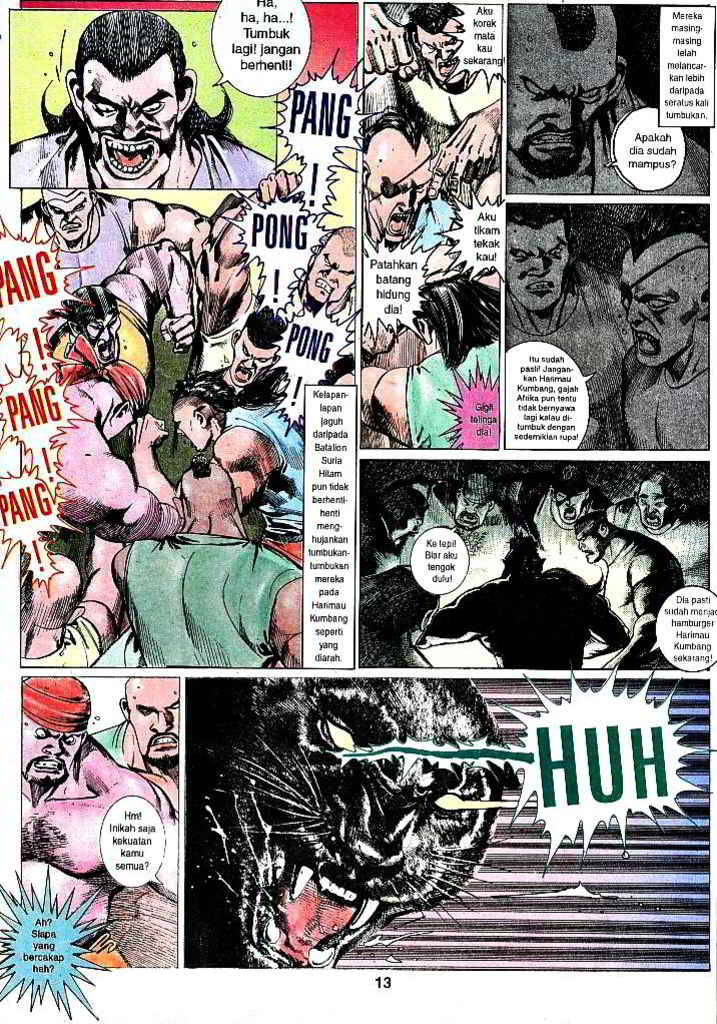 Ha,
ha, ha...!
Tumbuk
lagi! jangan
berhenti!
PANG
!
PONG
!
PONG
!
PANG
!
PANG
!
PANG
!
Kelapan-
lapan
jaguh
daripada
Batalion
Suria
Hitam
pun tidak
berhenti-
henti
meng-
hujankan
tumbukan-
tumbukan
mereka
pada
Harimau
Kumbang
seperti
yang
diarah.
Aku
korek
mata
kau
sekarang!
Aku
tikam
tekak
kau!
Patahkan
batang
hidung
dia!
Gigit
telinga
dia!
Mereka
masing-
masing
telah
melancar-
kan lebih
daripada
seratus kali
tumbukan.
Apakah
dia sudah
mampus?
Itu sudah
pasti! Jangan-
kan Harimau
Kumbang, gajah
Afrika pun tentu
tidak bernyawa
lagi kalau di-
tumbuk dengan
sedemikian rupa!
Ke tepi!
Biar aku
tengok
dulu!
Dia pasti
sudah menjadi
hamburger
Harimau
Kumbang
sekarang!
Hm!
Inikah saja
kekuatan
kamu
semua?
Ah?
Siapa
yang
bercakap
hah?
HUH
13